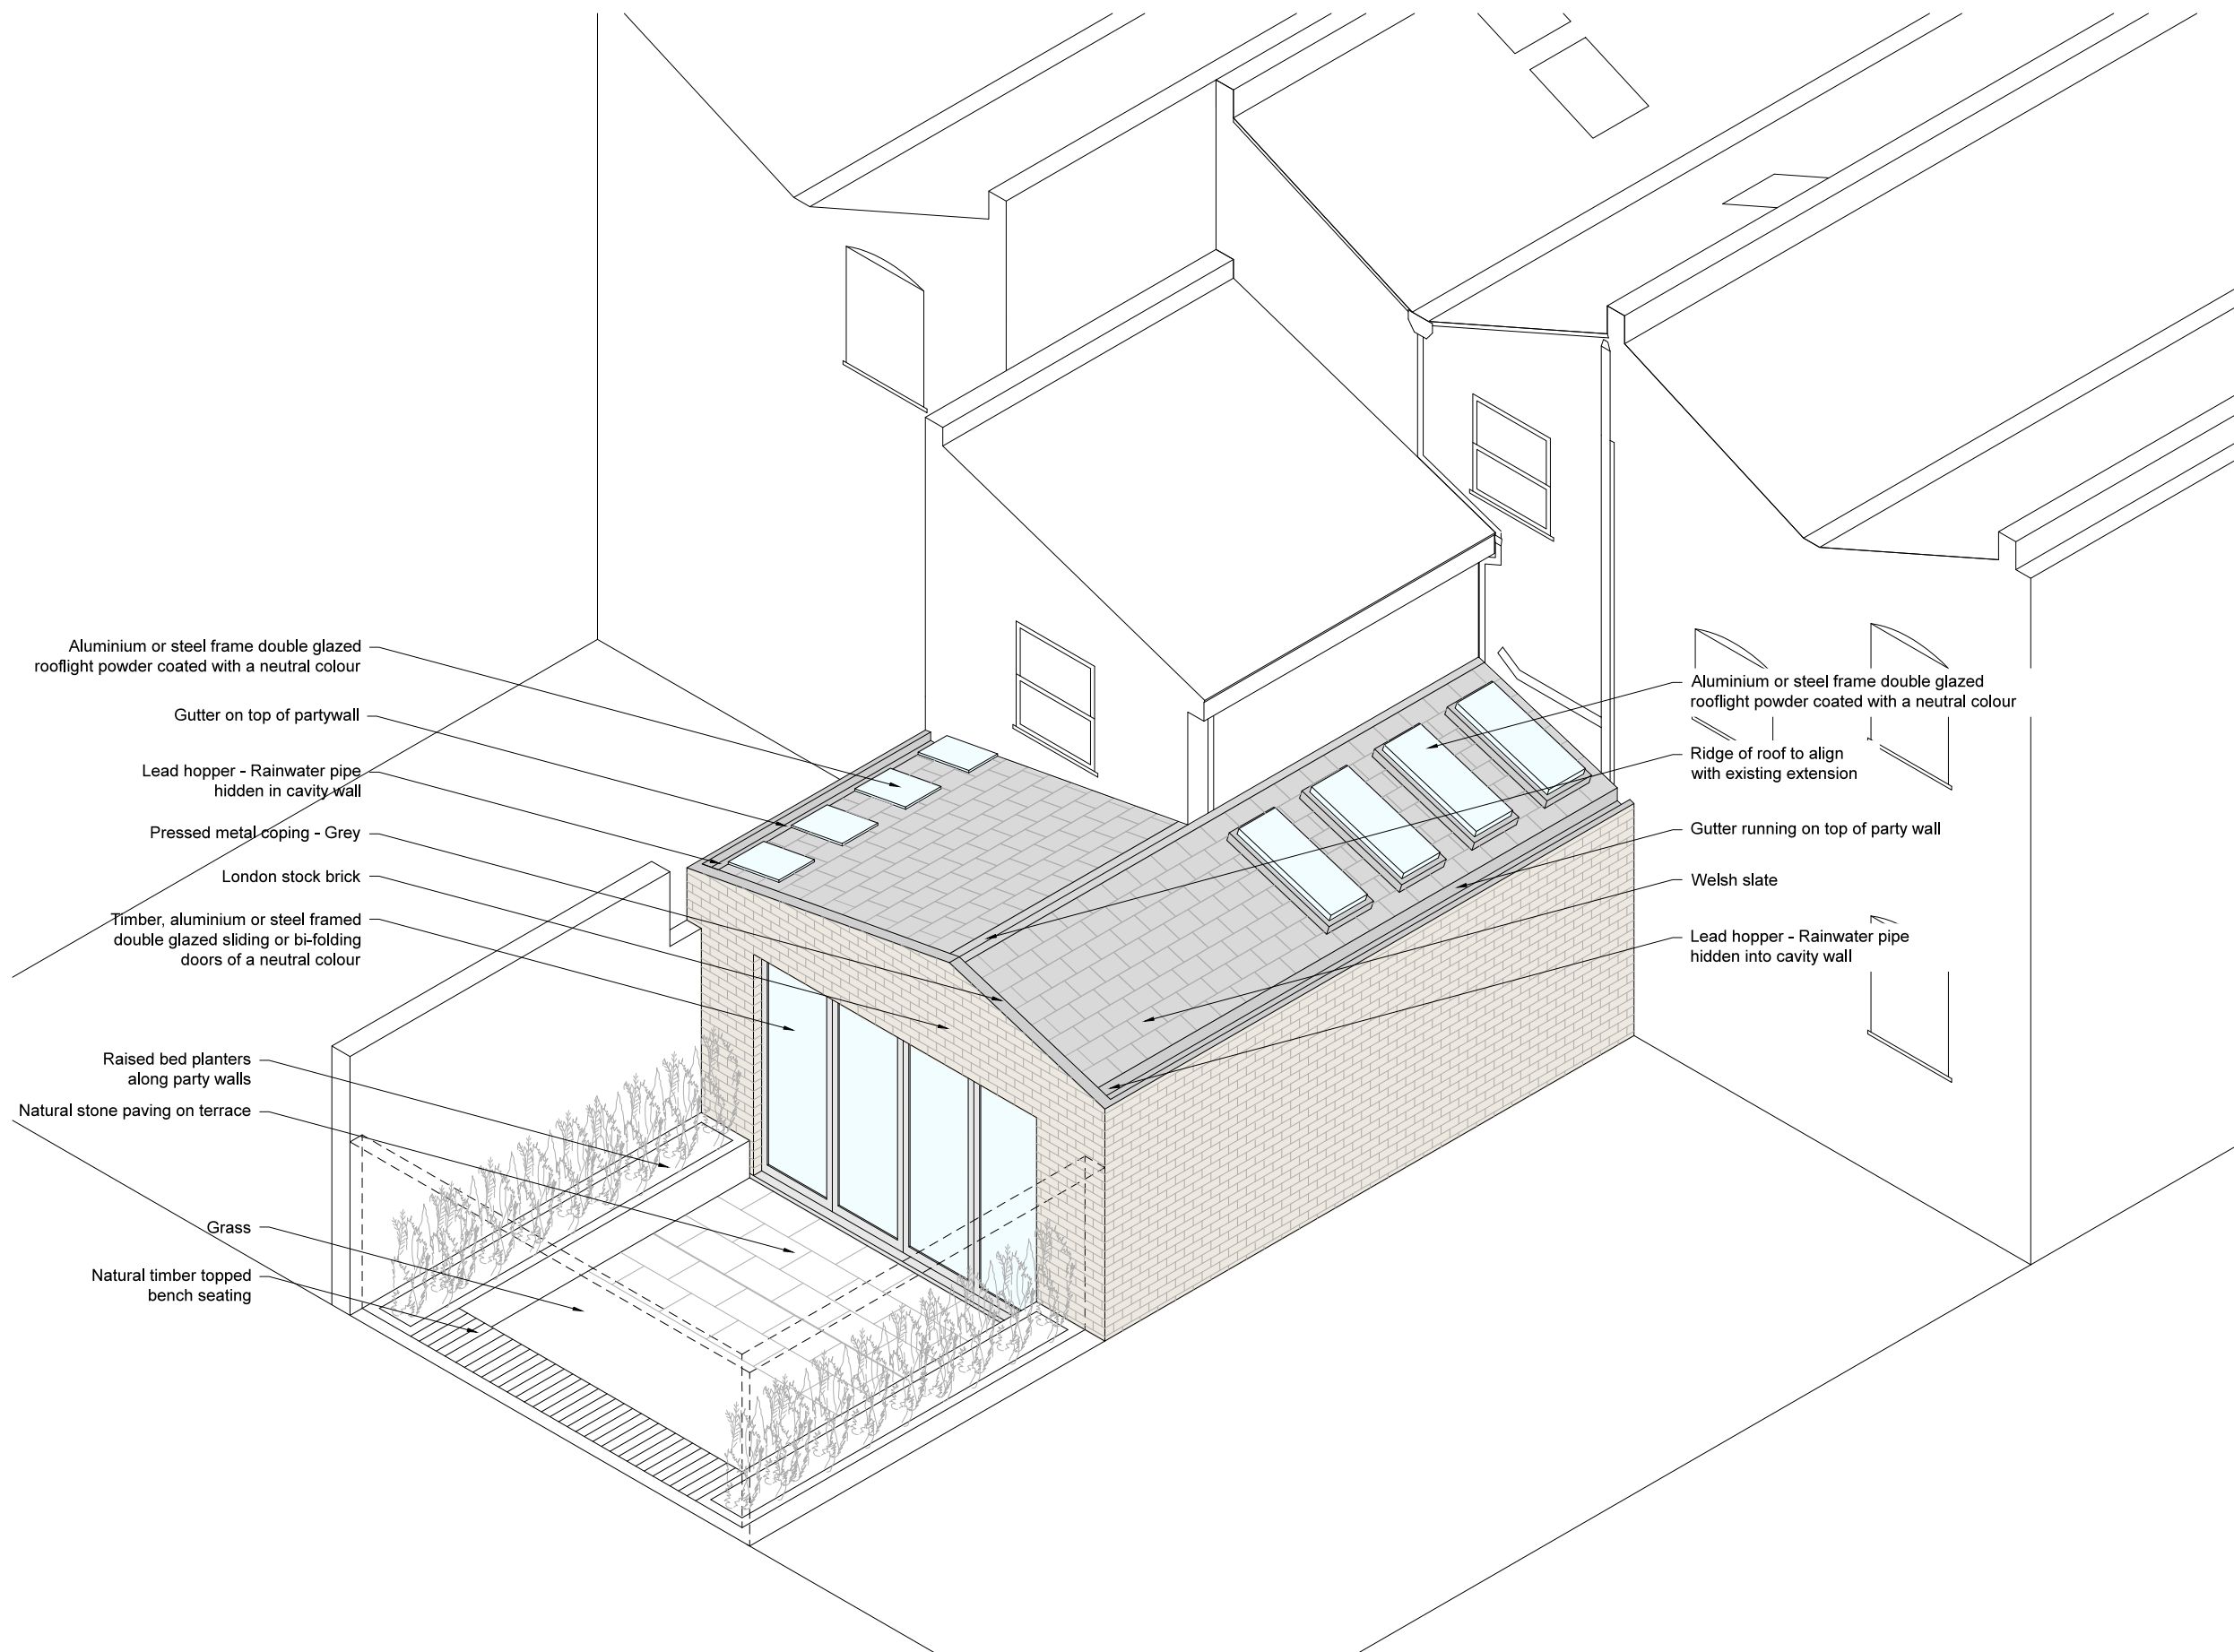 Aluminium or steel frame double glazed
rooflight powder coated with a neutral colour
Gutter on top of partywall
Lead hopper - Rainwater pipe
hidden in cavity wall
Pressed metal coping - Grey
London stock brick
Timber, aluminium or steel framed
double glazed sliding or bi-folding
doors of a neutral colour
Raised bed planters
along party walls
Natural stone paving on terrace
Grass
Natural timber topped
bench seating
Aluminium or steel frame double glazed
rooflight powder coated with a neutral colour
Ridge of roof to align
with existing extension
Gutter running on top of party wall
Welsh slate
Lead hopper - Rainwater pipe
hidden into cavity wall